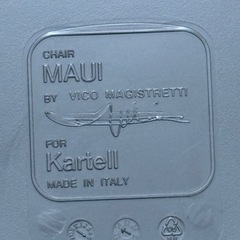 CHAIR
MAUI
BY VICO MAGISTRETTI
FOR
Kartell
MADE IN ITALY